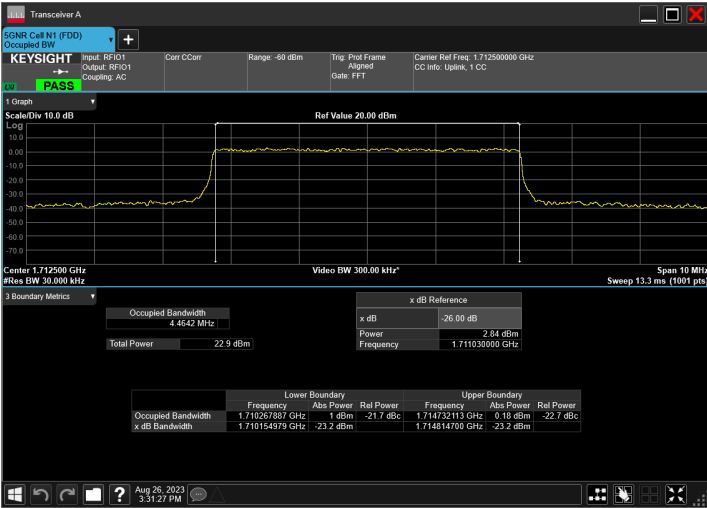 Transceiver A
5GNR Cell N1 (FDD)
Occupied BW
+
KEYSIGHT
LXI
PASS
Input: RFIO1
Output: RFIO1
Coupling: AC
Corr CCorr
Range: -60 dBm
Trig: Prot Frame
Aligned
Gate: FFT
Carrier Ref Freq: 1.712500000 GHz
CC Info: Uplink, 1 CC
1 Graph
Scale/Div 10.0 dB
Ref Value 20.00 dBm
Log
10.0
0.00
-10.0
-20.0
-30.0
-40.0
-50.0
-60.0
-70.0
Center 1.712500 GHz
Video BW 300.00 kHz*
Span 10 MHz
#Res BW 30.000 kHz
Sweep 13.3 ms (1001 pts)
3 Boundary Metrics
Occupied Bandwidth
4.4642 MHz
Total Power 22.9 dBm
x dB Reference
x dB -26.00 dB
Power 2.84 dBm
Frequency 1.711030000 GHz
Lower Boundary Upper Boundary
Frequency Abs Power Rel Power Frequency Abs Power Rel Power
Occupied Bandwidth 1.710267887 GHz 1 dBm -21.7 dBc 1.714732113 GHz 0.18 dBm -22.7 dBc
x dB Bandwidth 1.710154979 GHz -23.2 dBm 1.714814700 GHz -23.2 dBm
?
Aug 26, 2023
3:31:27 PM